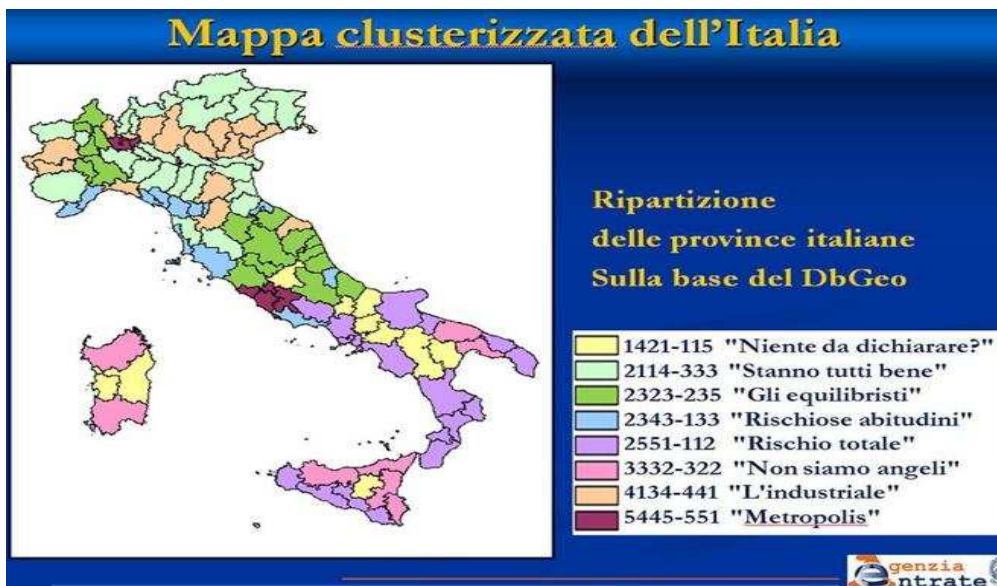 Mappa clusterizzata dell'Italia
Ripartizione
delle province italiane
Sulla base del DbGeo
1421-115 "Niente da dichiarare?"
2114-333 "Stanno tutti bene"
2323-235 "Gli equilibristi"
2343-133 "Rischiose abitudini"
2551-112 "Rischio totale"
3332-322 "Non siamo angeli"
4134-441 "L'industriale"
5445-551 "Metropolis"
genzia
ntrate